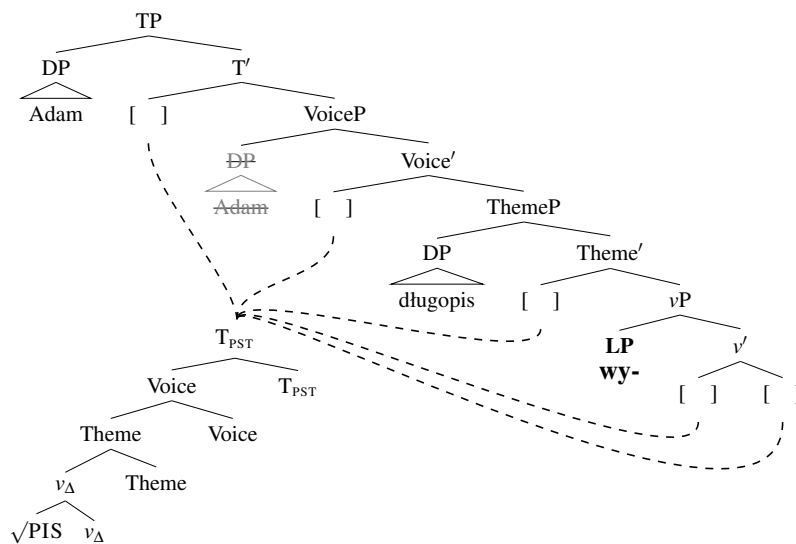 TP
DP T′
Adam [ ] VoiceP
DP Voice′
Adam [ ] ThemeP
DP Theme′
długopis [ ] vP
LP v′
wy- [ ] [ ]
T_PST
Voice T_PST
Theme Voice
v_Δ Theme
√PIS v_Δ